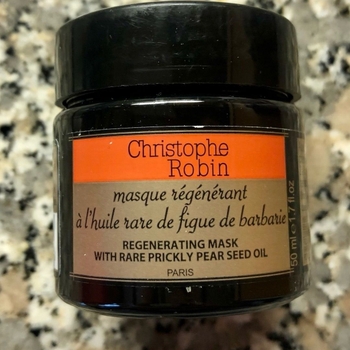 Christophe
Robin
masque régénérant
à l'huile rare de figue de barbarie
REGENERATING MASK
WITH RARE PRICKLY PEAR SEED OIL
PARIS
50 ml e 1.7 fl.oz